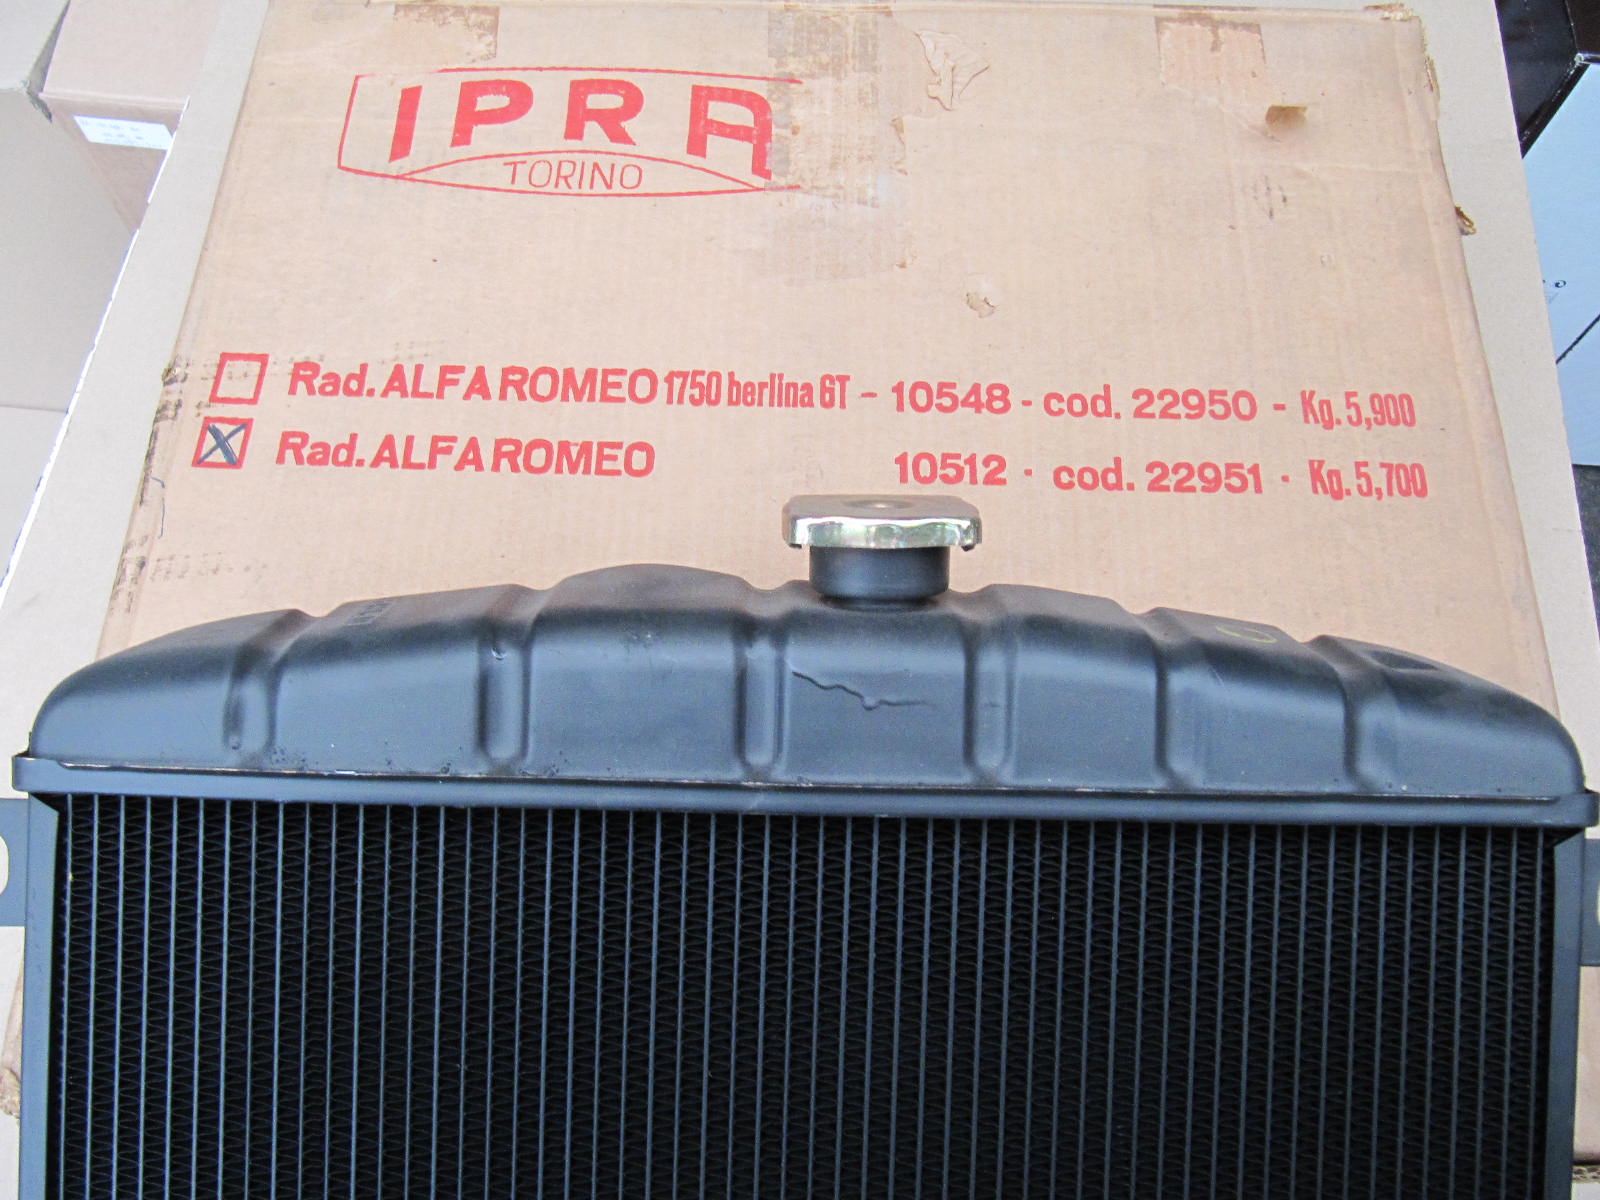 IPRA
TORINO
Rad. ALFA ROMEO 1750 berlina GT - 10548 - cod. 22950 - Kg. 5,900
Rad. ALFA ROMEO 10512 · cod. 22951 · Kg. 5,700